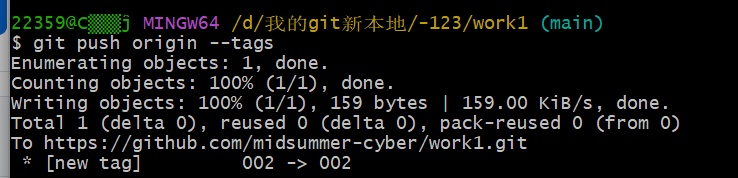 22359@C▒▒▒ĵ MINGW64 /d/我的git新本地/-123/work1 (main)
$ git push origin --tags
Enumerating objects: 1, done.
Counting objects: 100% (1/1), done.
Writing objects: 100% (1/1), 159 bytes | 159.00 KiB/s, done.
Total 1 (delta 0), reused 0 (delta 0), pack-reused 0 (from 0)
To https://github.com/midsummer-cyber/work1.git
 * [new tag]         002 -> 002